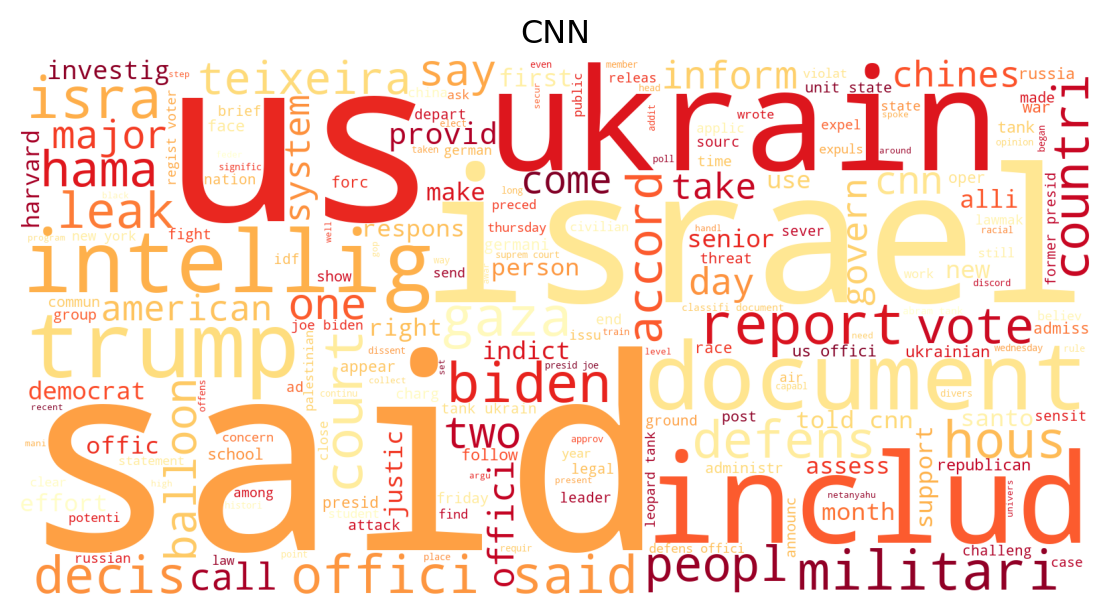 CNN
investig
step
teixeira
say
first
even
member
releas
public
inform
violat
unit state
chines
russia
made
war
isra
us
ukrain
countri
regist voter
brief
face
system
depart
ask
secur
head
addit
wrote
state
spoke
tank
opinion
began
major
provid
elect
taken
german
applic
sourc
expel
expuls
around
time
poll
harvard
hama
nation
signific
forc
make
come
long
preced
accord
take
use
cnn
oper
govern
alli
lawmak
racial
former presid
leak
respons
israel
thursday
civilian
handl
sever
senior
threat
program
new york
fight
well
idf
germani
suprem court
still
work
new
intellig
show
send
may
person
day
discord
commun
group
american
one
gaza
classifi document
believ
joe biden
right
issu
end
train
report
vote
admiss
need
trump
palestinian
court
dissent
appear
indict
level
race
us offici
ukrainian
wednesday
rule
set
presid joe
biden
document
air
capabl
divers
democrat
ad
collect
continu
charg
tank ukrain
recent
offens
balloon
said
ground
post
told cnn
santo
sensit
mani
offic
concern
school
close
justic
two
follow
approv
year
legal
argu
present
defens
hous
statement
high
among
administr
assess
republican
support
leopard tank
effort
clear
potenti
presid
friday
find
attack
offici
leader
includ
month
netanyahu
univers
announc
russian
law
point
place
requir
defens offici
challeng
case
decis
call
offici
said
peopl
militari